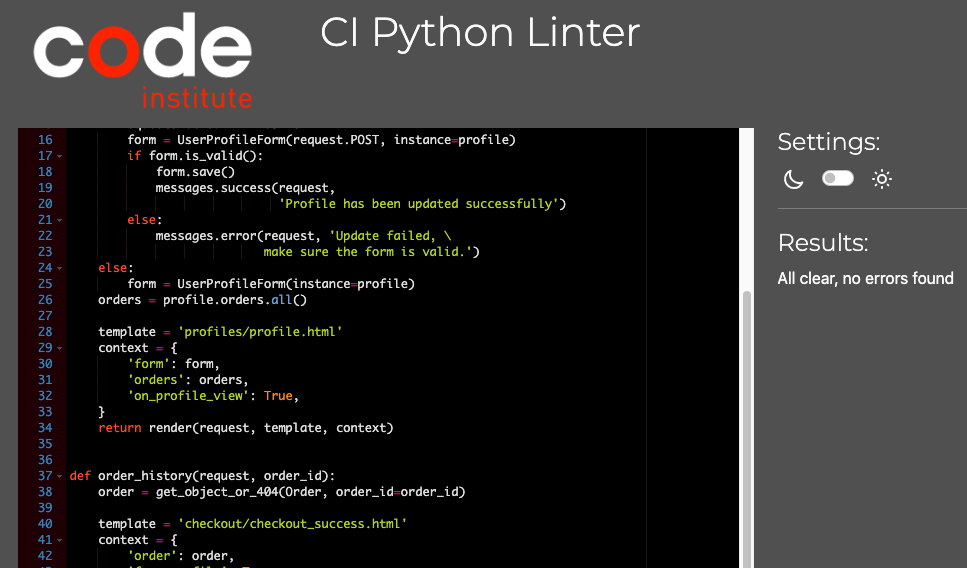 code
institute
CI Python Linter
16 form = UserProfileForm(request.POST, instance=profile)
17 if form.is_valid():
18 form.save()
19 messages.success(request,
20 'Profile has been updated successfully')
21 else:
22 messages.error(request, 'Update failed, \
23 make sure the form is valid.')
24 else:
25 form = UserProfileForm(instance=profile)
26 orders = profile.orders.all()
27
28 template = 'profiles/profile.html'
29 context = {
30 'form': form,
31 'orders': orders,
32 'on_profile_view': True,
33 }
34 return render(request, template, context)
35
36
37 def order_history(request, order_id):
38 order = get_object_or_404(Order, order_id=order_id)
39
40 template = 'checkout/checkout_success.html'
41 context = {
42 'order': order,
Settings:
Results:
All clear, no errors found